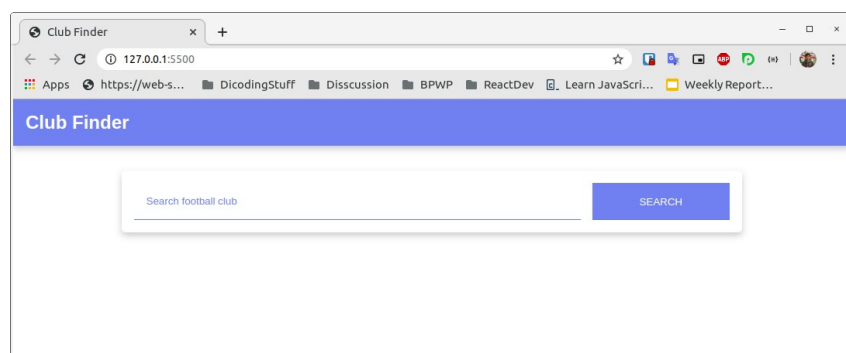 Club Finder
127.0.0.1:5500
Apps https://web-s... DicodingStuff Disscussion BPWP ReactDev Learn JavaScri... Weekly Report...
Club Finder
Search football club SEARCH